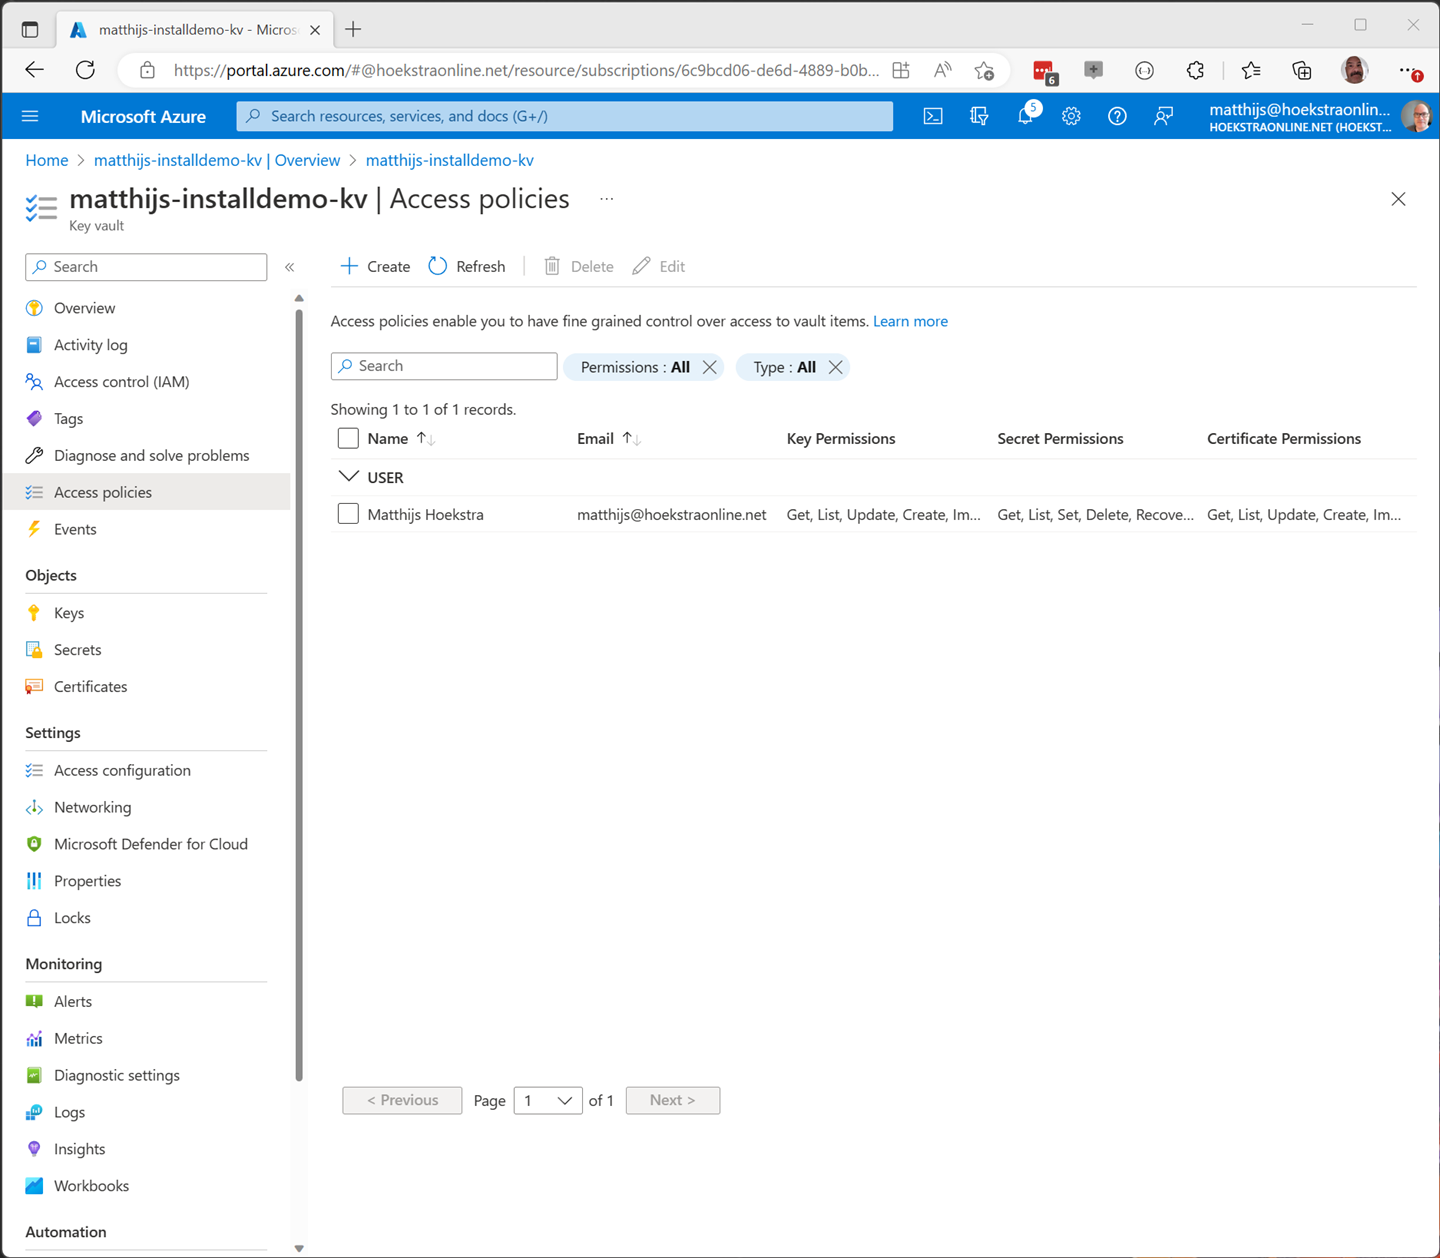 matthijs-installdemo-kv - Micros
https://portal.azure.com/#@hoekstraonline.net/resource/subscriptions/6c9bcd06-de6d-4889-b0b...
6
Microsoft Azure
Search resources, services, and docs (G+/)
5
matthijs@hoekstraonlin...
HOEKSTRAONLINE.NET (HOEKST...
Home > matthijs-installdemo-kv | Overview > matthijs-installdemo-kv
matthijs-installdemo-kv | Access policies ...
Key vault
Search
«
Overview
Activity log
Access control (IAM)
Tags
Diagnose and solve problems
Access policies
Events
Objects
Keys
Secrets
Certificates
Settings
Access configuration
Networking
Microsoft Defender for Cloud
Properties
Locks
Monitoring
Alerts
Metrics
Diagnostic settings
Logs
Insights
Workbooks
Automation
Create Refresh Delete Edit
Access policies enable you to have fine grained control over access to vault items. Learn more
Search Permissions : All Type : All
Showing 1 to 1 of 1 records.
Name ↑↓ Email ↑↓ Key Permissions Secret Permissions Certificate Permissions
USER
Matthijs Hoekstra matthijs@hoekstraonline.net Get, List, Update, Create, Im... Get, List, Set, Delete, Recove... Get, List, Update, Create, Im...
< Previous Page 1 of 1 Next >